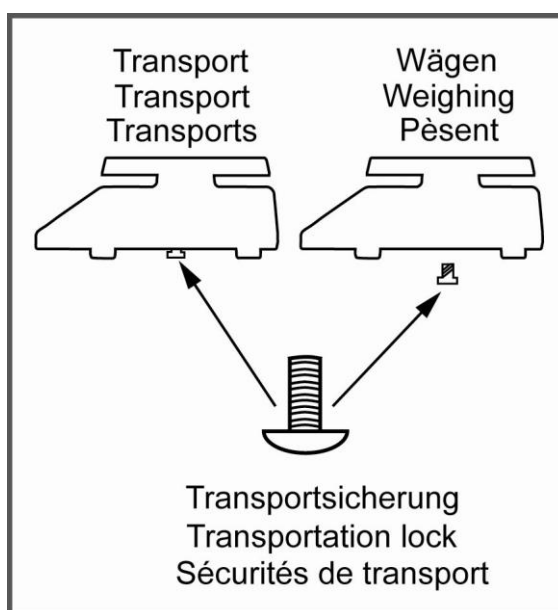 Transport
Transport
Transports
Wägen
Weighing
Pèsent
Transportsicherung
Transportation lock
Sécurités de transport